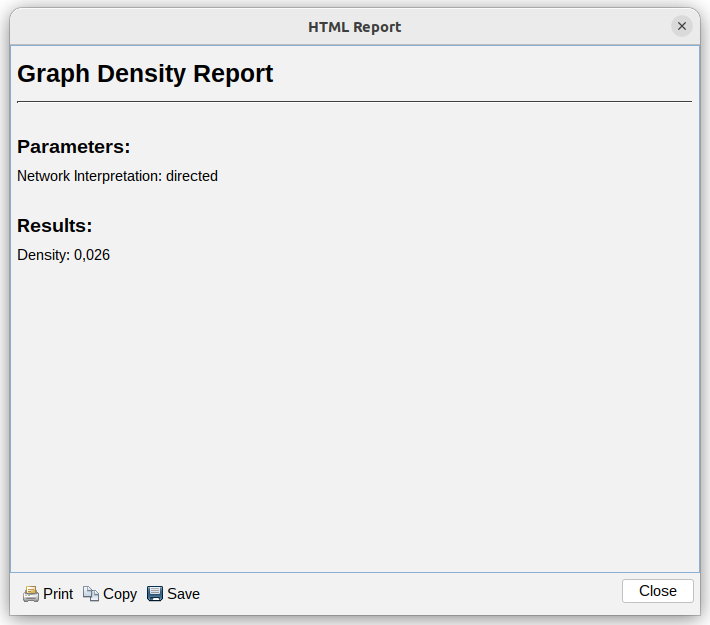 HTML Report
Graph Density Report
Parameters:
Network Interpretation: directed
Results:
Density: 0,026
Print Copy Save Close